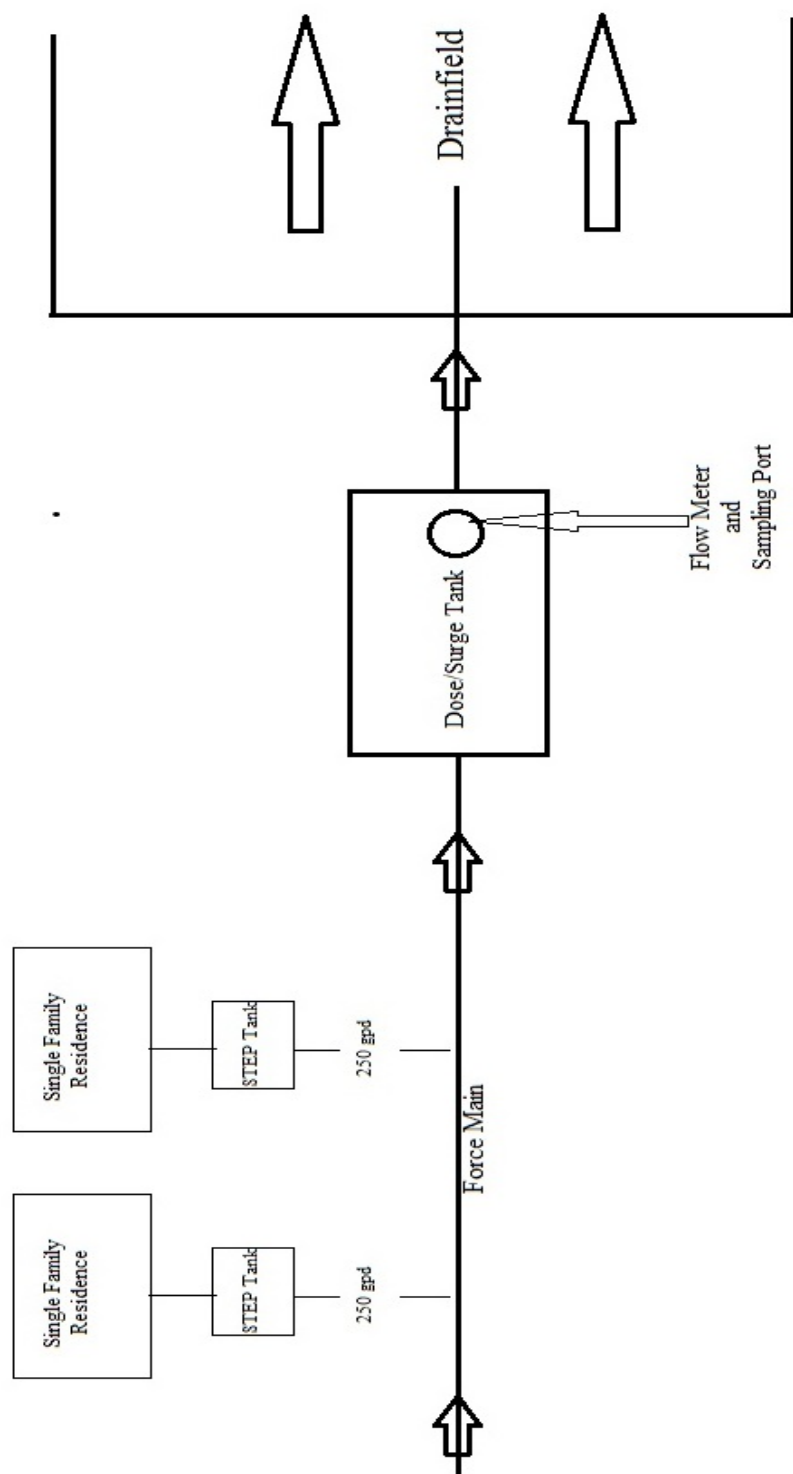 Single Family
Residence
STEP Tank
250 gpd
Single Family
Residence
STEP Tank
250 gpd
Force Main
Dose/Surge Tank
Flow Meter
and
Sampling Port
Drainfield